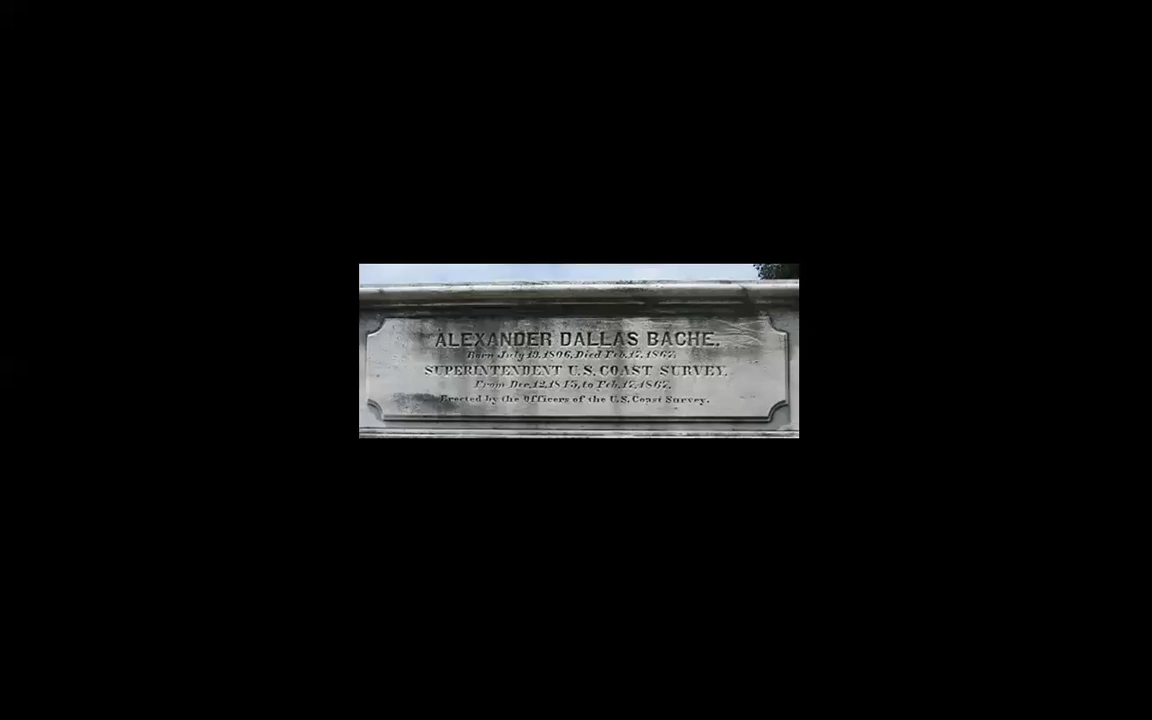 ALEXANDER DALLAS BACHE.
Born July 19, 1806, Died Feb. 17, 1867.
SUPERINTENDENT U.S. COAST SURVEY,
From Dec. 12, 1843, to Feb. 17, 1867.
Erected by the Officers of the U.S. Coast Survey.